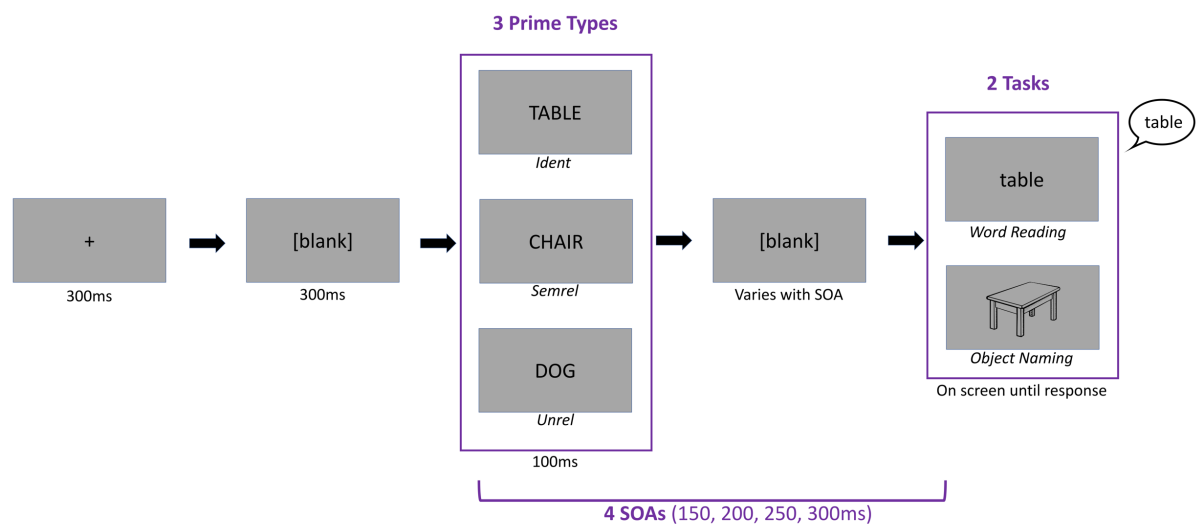 3 Prime Types
2 Tasks
table
TABLE
Ident
table
Word Reading
+
300ms
[blank]
300ms
CHAIR
Semrel
[blank]
Varies with SOA
Object Naming
DOG
Unrel
On screen until response
100ms
4 SOAs (150, 200, 250, 300ms)